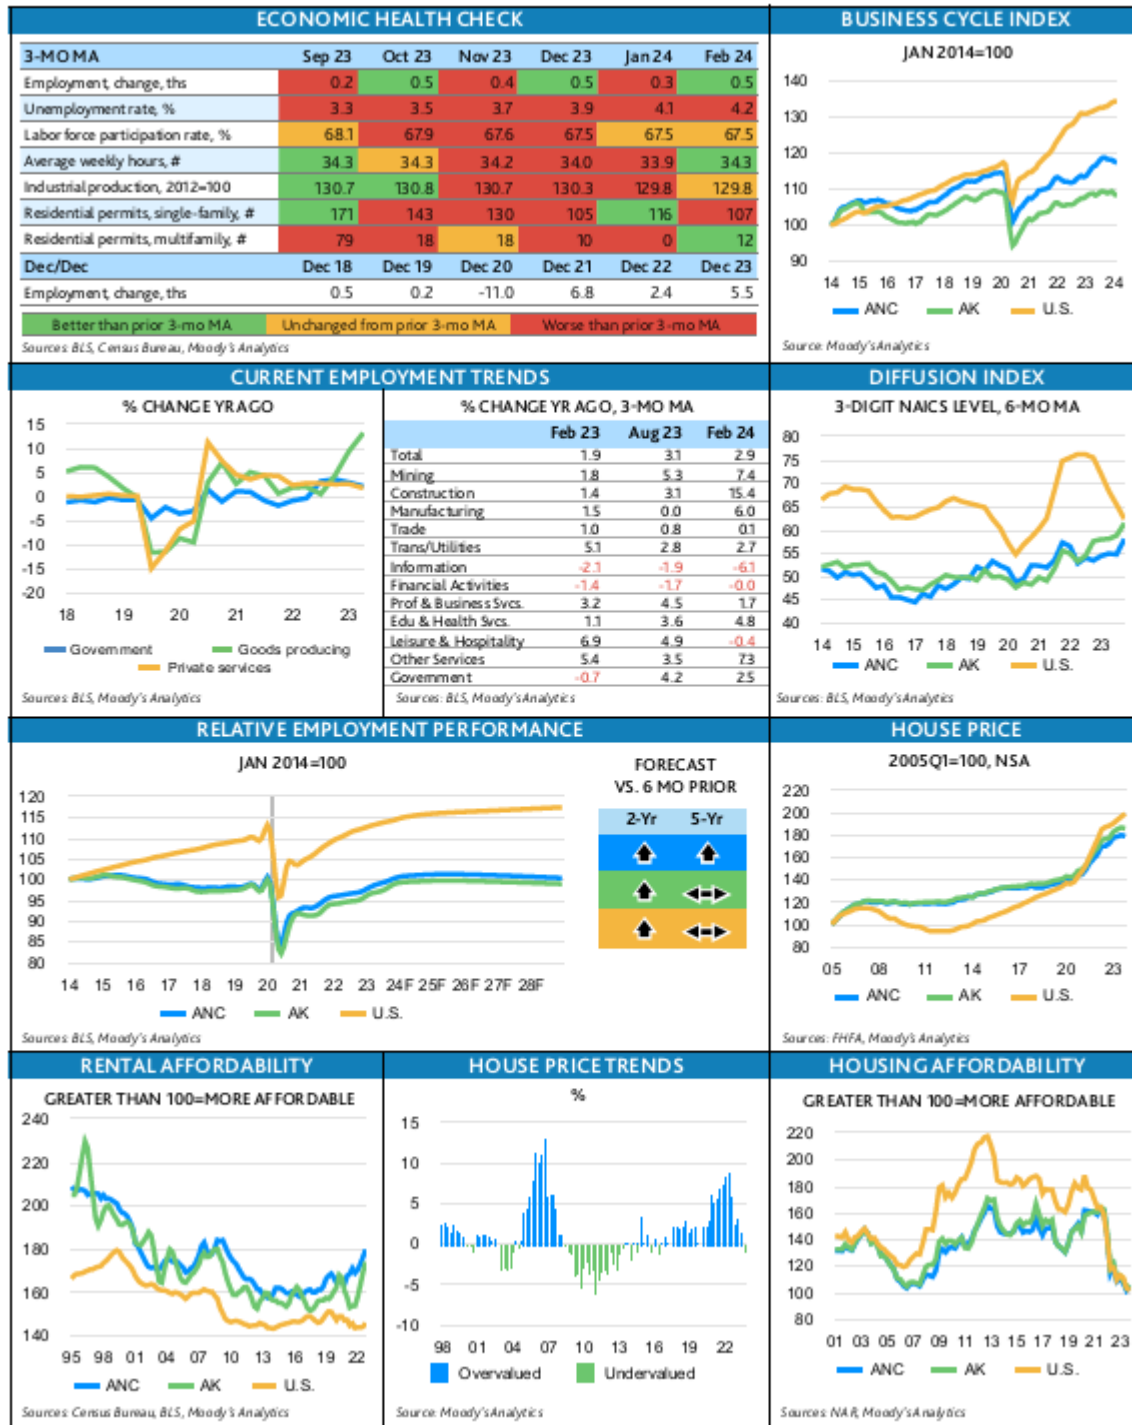 ECONOMIC HEALTH CHECK
3-MO MA Sep 23 Oct 23 Nov 23 Dec 23 Jan 24 Feb 24
Employment, change, ths 0.2 0.5 0.4 0.5 0.3 0.5
Unemployment rate, % 3.3 3.5 3.7 3.9 4.1 4.2
Labor force participation rate, % 68.1 67.9 67.6 67.5 67.5 67.5
Average weekly hours, # 34.3 34.3 34.2 34.0 33.9 34.3
Industrial production, 2012=100 130.7 130.8 130.7 130.3 129.8 129.8
Residential permits, single-family, # 171 143 130 105 116 107
Residential permits, multifamily, # 79 18 18 10 0 12
Dec/Dec Dec 18 Dec 19 Dec 20 Dec 21 Dec 22 Dec 23
Employment, change, ths 0.5 0.2 -11.0 6.8 2.4 5.5
Better than prior 3-mo MA Unchanged from prior 3-mo MA Worse than prior 3-mo MA
Sources: BLS, Census Bureau, Moody's Analytics
BUSINESS CYCLE INDEX
JAN 2014=100
140
130
120
110
100
90
14 15 16 17 18 19 20 21 22 23 24
ANC AK U.S.
Source: Moody's Analytics
CURRENT EMPLOYMENT TRENDS
% CHANGE YR AGO
15
10
5
0
-5
-10
-15
-20
18 19 20 21 22 23
Government Goods producing
Private services
Sources: BLS, Moody's Analytics
% CHANGE YR AGO, 3-MO MA
Feb 23 Aug 23 Feb 24
Total 1.9 3.1 2.9
Mining 1.8 5.3 7.4
Construction 1.4 3.1 15.4
Manufacturing 1.5 0.0 6.0
Trade 1.0 0.8 0.1
Trans/Utilities 5.1 2.8 2.7
Information -2.1 -1.9 -6.1
Financial Activities -1.4 -1.7 -0.0
Prof & Business Svcs. 3.2 4.5 1.7
Edu & Health Svcs. 1.1 3.6 4.8
Leisure & Hospitality 6.9 4.9 -0.4
Other Services 5.4 3.5 7.3
Government -0.7 4.2 2.5
Sources: BLS, Moody's Analytics
DIFFUSION INDEX
3-DIGIT NAICS LEVEL, 6-MO MA
80
75
70
65
60
55
50
45
40
14 15 16 17 18 19 20 21 22 23
ANC AK U.S.
Sources: BLS, Moody's Analytics
RELATIVE EMPLOYMENT PERFORMANCE
JAN 2014=100
120
115
110
105
100
95
90
85
80
14 15 16 17 18 19 20 21 22 23 24F 25F 26F 27F 28F
ANC AK U.S.
Sources: BLS, Moody's Analytics
FORECAST
VS. 6 MO PRIOR
2-Yr 5-Yr
HOUSE PRICE
2005Q1=100, NSA
220
200
180
160
140
120
100
80
05 08 11 14 17 20 23
ANC AK U.S.
Sources: FHFA, Moody's Analytics
RENTAL AFFORDABILITY
GREATER THAN 100=MORE AFFORDABLE
240
220
200
180
160
140
95 98 01 04 07 10 13 16 19 22
ANC AK U.S.
Sources: Census Bureau, BLS, Moody's Analytics
HOUSE PRICE TRENDS
%
15
10
5
0
-5
-10
98 01 04 07 10 13 16 19 22
Overvalued Undervalued
Source: Moody's Analytics
HOUSING AFFORDABILITY
GREATER THAN 100=MORE AFFORDABLE
220
200
180
160
140
120
100
80
01 03 05 07 09 11 13 15 17 19 21 23
ANC AK U.S.
Sources: NAR, Moody's Analytics